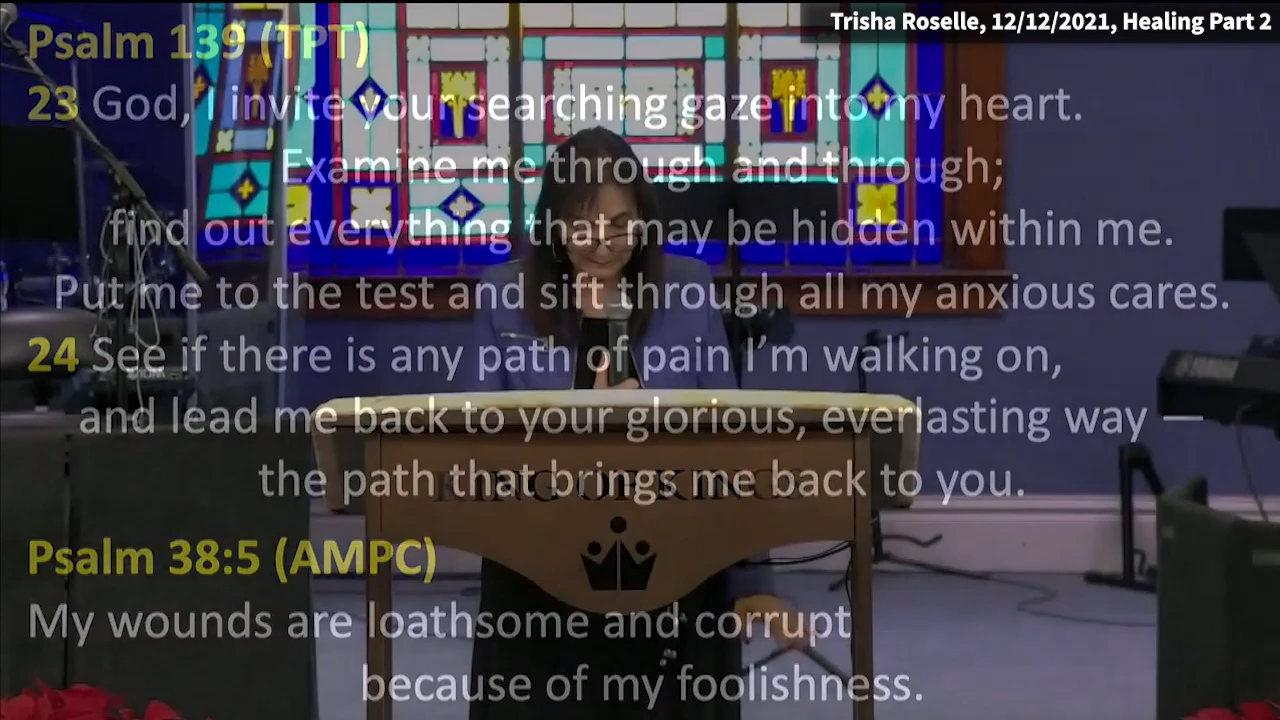 Trisha Roselle, 12/12/2021, Healing Part 2
Psalm 139 (TPT)
23 God, I invite your searching gaze into my heart.
Examine me through and through;
find out everything that may be hidden within me.
Put me to the test and sift through all my anxious cares.
24 See if there is any path of pain I’m walking on,
and lead me back to your glorious, everlasting way —
the path that brings me back to you.
KING OF KINGS
Psalm 38:5 (AMPC)
My wounds are loathsome and corrupt
because of my foolishness.
YAMAHA